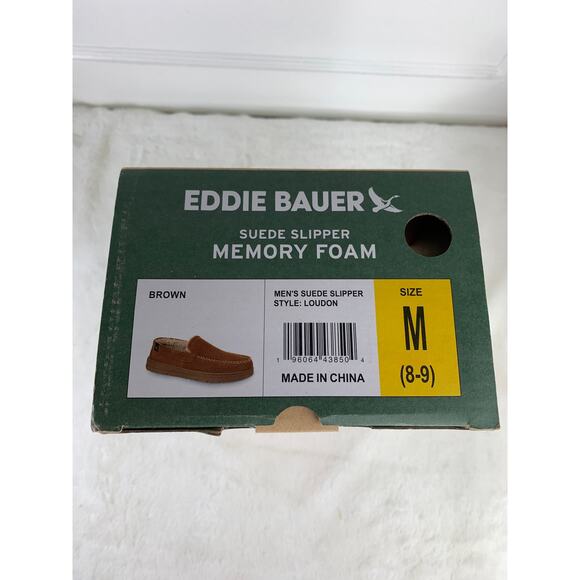 EDDIE BAUER
SUEDE SLIPPER
MEMORY FOAM
BROWN
MEN'S SUEDE SLIPPER
STYLE: LOUDON
1 96064 43850 4
MADE IN CHINA
SIZE
M
(8-9)